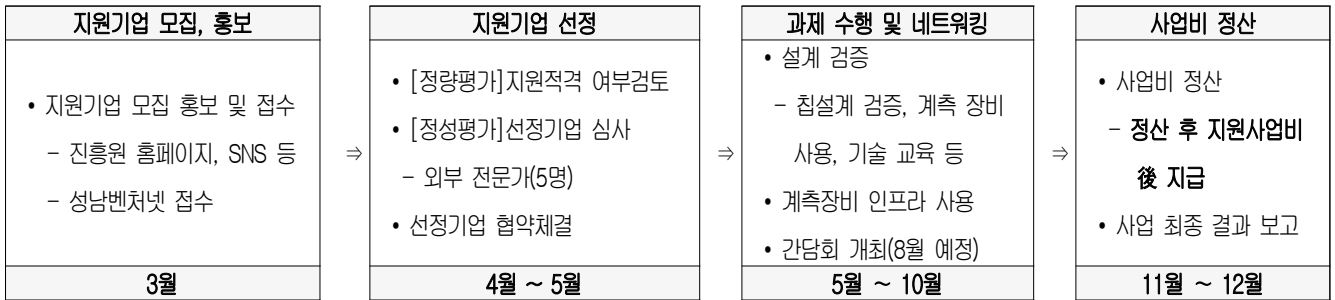 지원기업 모집, 홍보
• 지원기업 모집 홍보 및 접수
- 진흥원 홈페이지, SNS 등
- 성남벤처넷 접수
3월
⇒
지원기업 선정
• [정량평가]지원적격 여부검토
• [정성평가]선정기업 심사
- 외부 전문가(5명)
• 선정기업 협약체결
4월 ~ 5월
⇒
과제 수행 및 네트워킹
• 설계 검증
- 칩설계 검증, 계측 장비
사용, 기술 교육 등
• 계측장비 인프라 사용
• 간담회 개최(8월 예정)
5월 ~ 10월
⇒
사업비 정산
• 사업비 정산
- 정산 후 지원사업비
後 지급
• 사업 최종 결과 보고
11월 ~ 12월